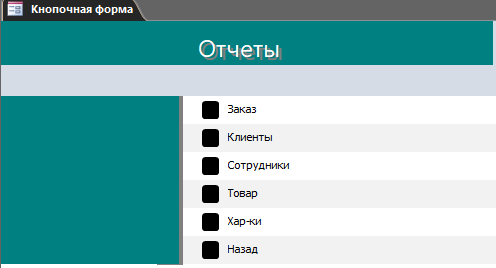 Кнопочная форма
Отчеты
Заказ
Клиенты
Сотрудники
Товар
Хар-ки
Назад